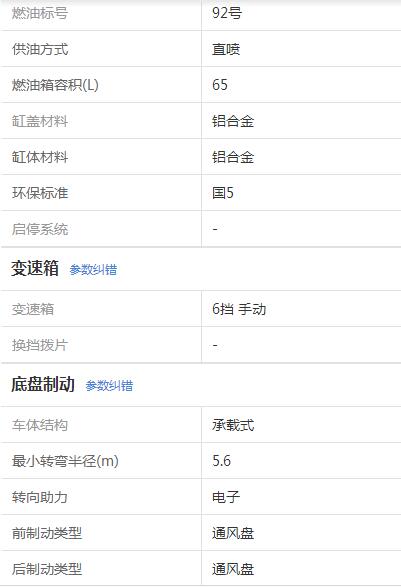 燃油标号 92号
供油方式 直喷
燃油箱容积(L) 65
缸盖材料 铝合金
缸体材料 铝合金
环保标准 国5
启停系统 -
变速箱 参数纠错
变速箱 6挡 手动
换挡拨片 -
底盘制动 参数纠错
车体结构 承载式
最小转弯半径(m) 5.6
转向助力 电子
前制动类型 通风盘
后制动类型 通风盘